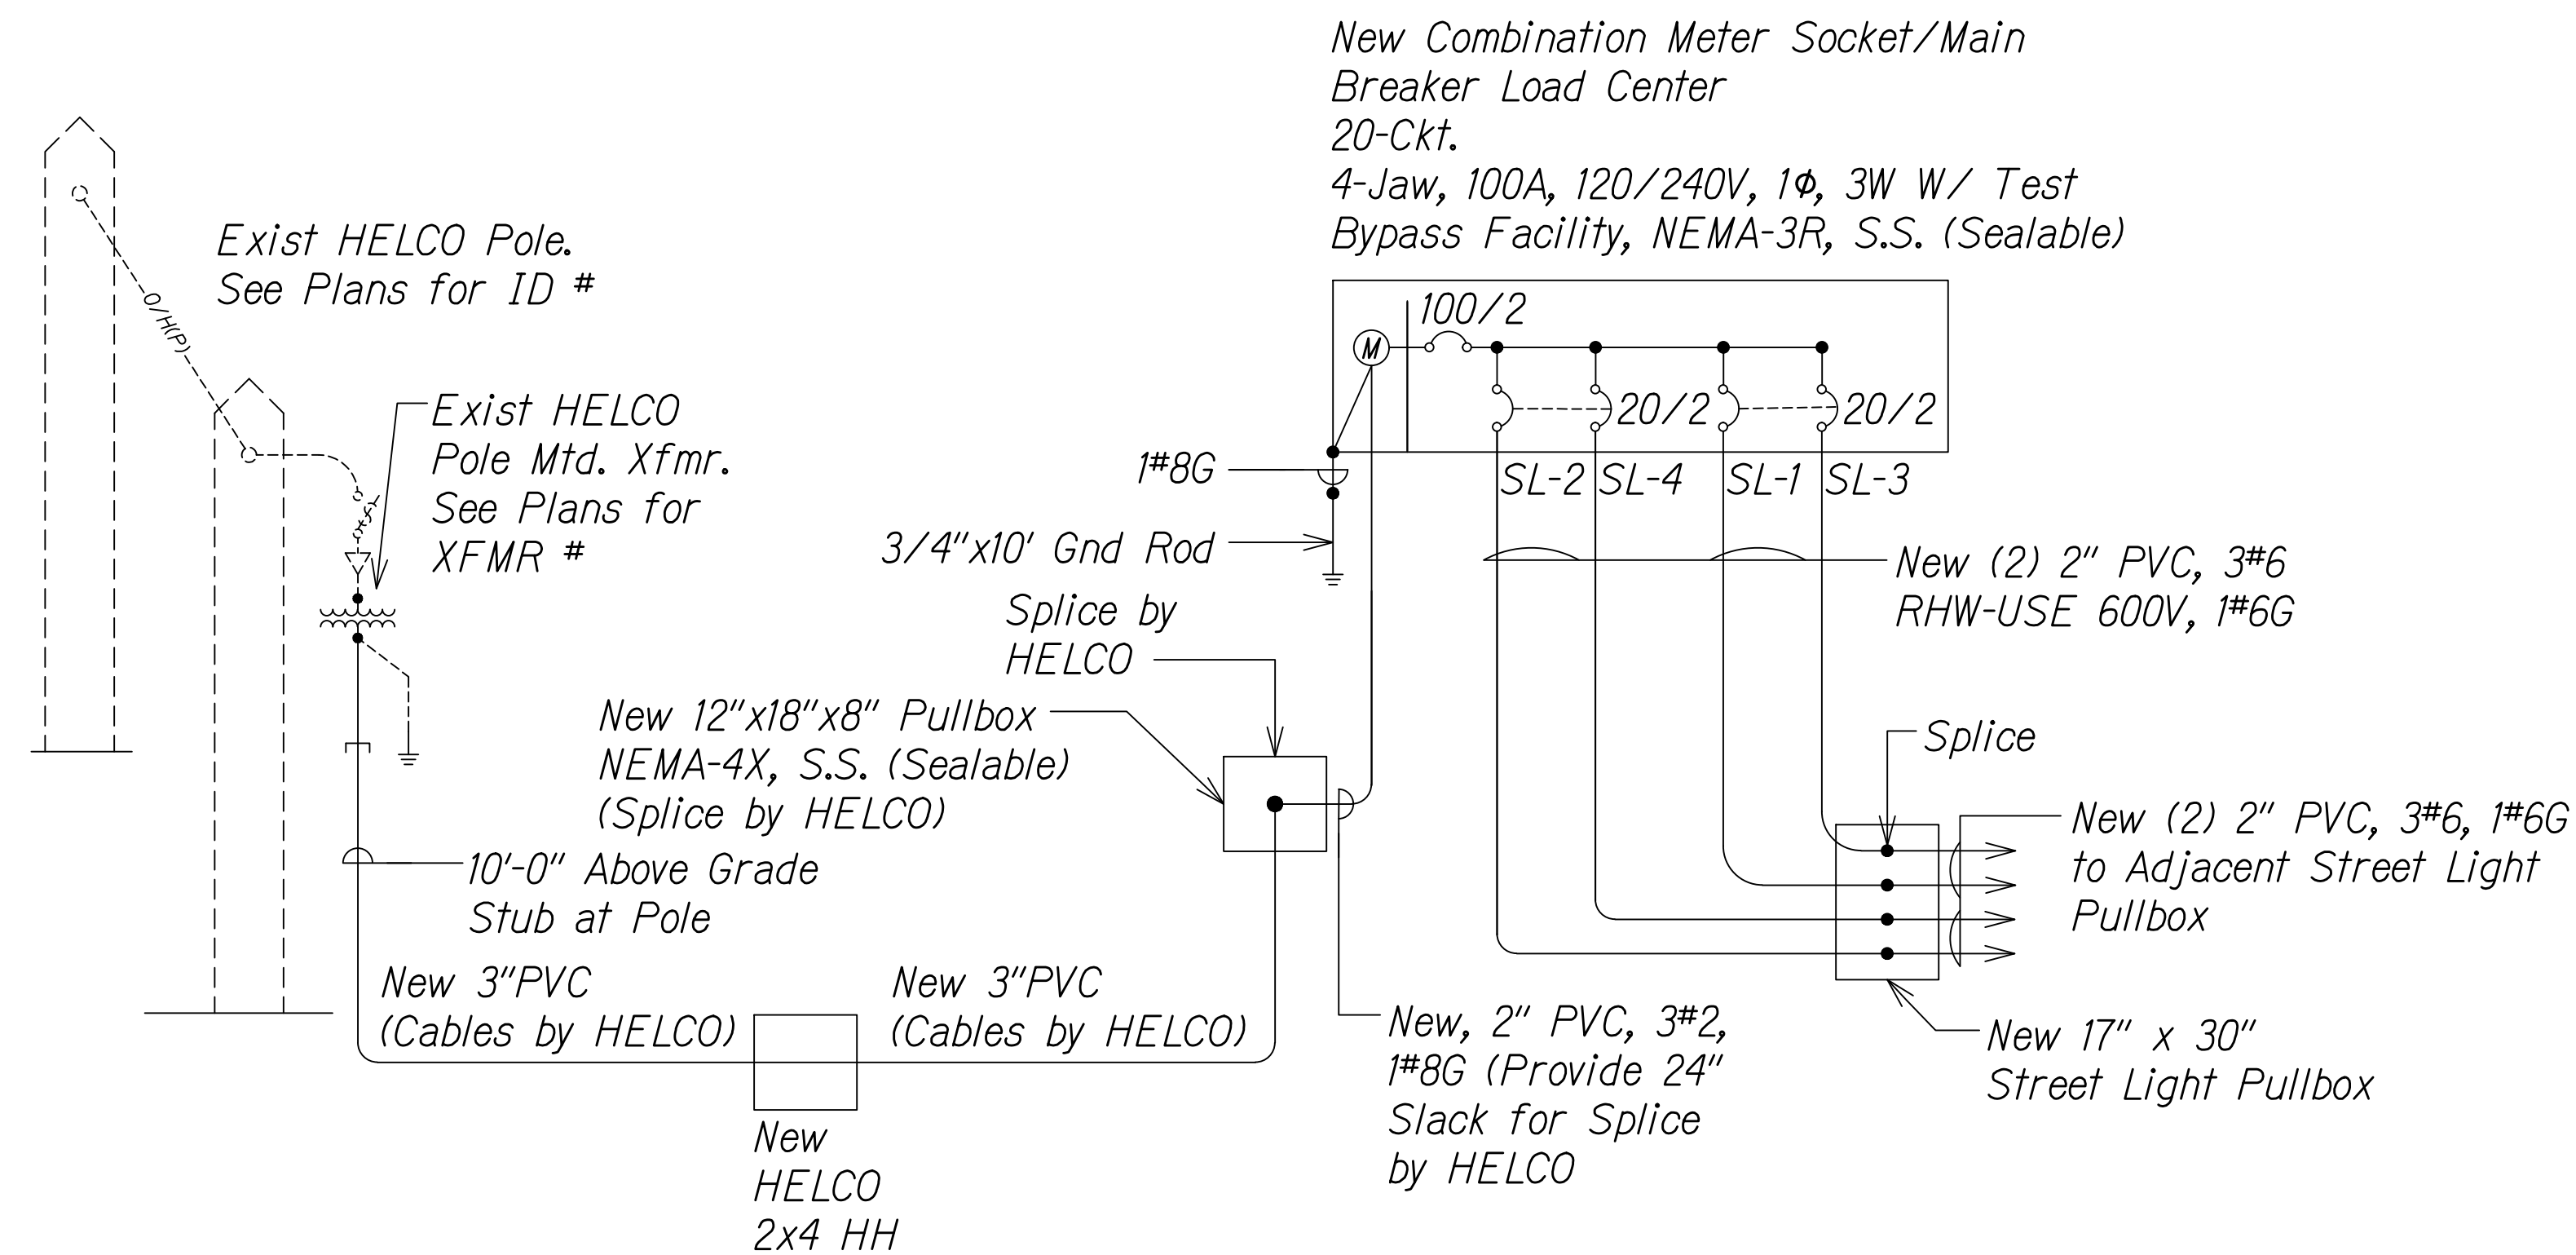 New Combination Meter Socket/Main
Breaker Load Center
20-Ckt.
4-Jaw, 100A, 120/240V, 1Φ, 3W W/ Test
Bypass Facility, NEMA-3R, S.S. (Sealable)
Exist HELCO Pole.
See Plans for ID #
O/H(P)
100/2
M
20/2
20/2
Exist HELCO
Pole Mtd. Xfmr.
See Plans for
XFMR #
1#8G
SL-2
SL-4
SL-1
SL-3
3/4"x10' Gnd Rod
New (2) 2" PVC, 3#6
RHW-USE 600V, 1#6G
Splice by
HELCO
New 12"x18"x8" Pullbox
NEMA-4X, S.S. (Sealable)
(Splice by HELCO)
Splice
New (2) 2" PVC, 3#6, 1#6G
to Adjacent Street Light
Pullbox
10'-0" Above Grade
Stub at Pole
New 3"PVC
(Cables by HELCO)
New 3"PVC
(Cables by HELCO)
New, 2" PVC, 3#2,
1#8G (Provide 24"
Slack for Splice
by HELCO
New 17" x 30"
Street Light Pullbox
New
HELCO
2x4 HH